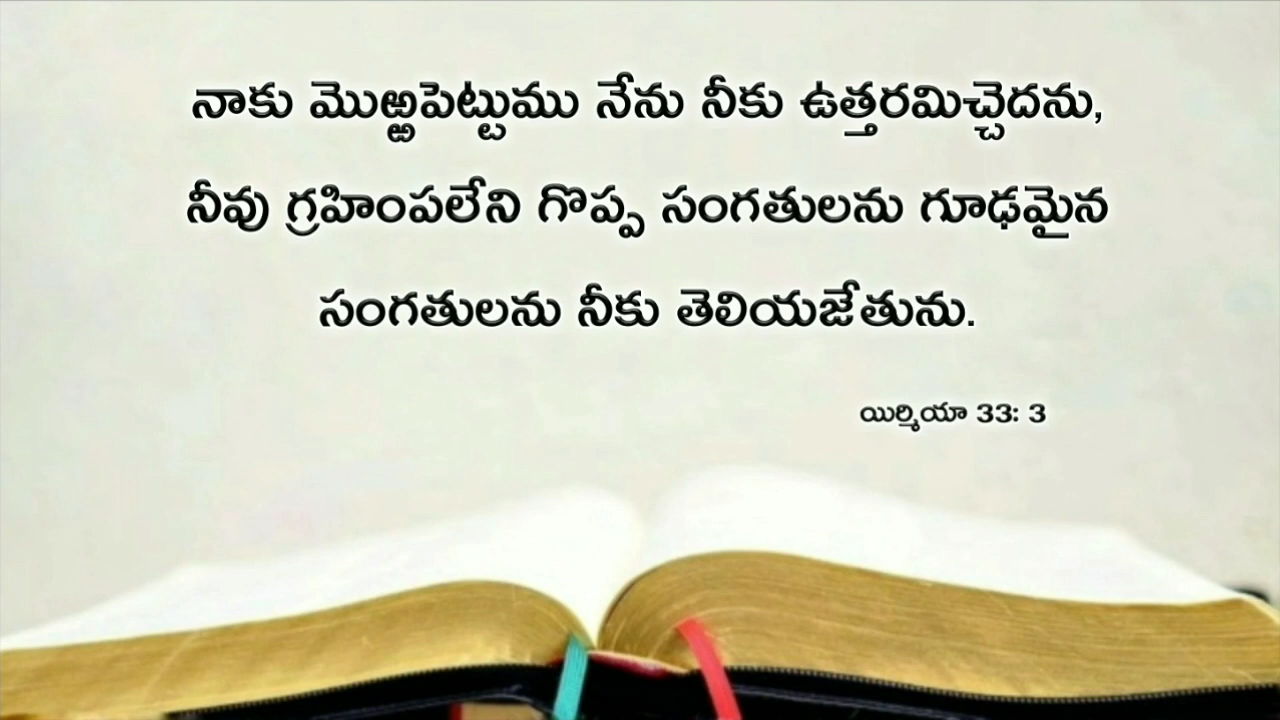 నాకు మొఱ్ఱపెట్టుము నేను నీకు ఉత్తరమిచ్చెదను,
నీవు గ్రహింపలేని గొప్ప సంగతులను గూఢమైన
సంగతులను నీకు తెలియజేతును.
యిర్మియా 33: 3